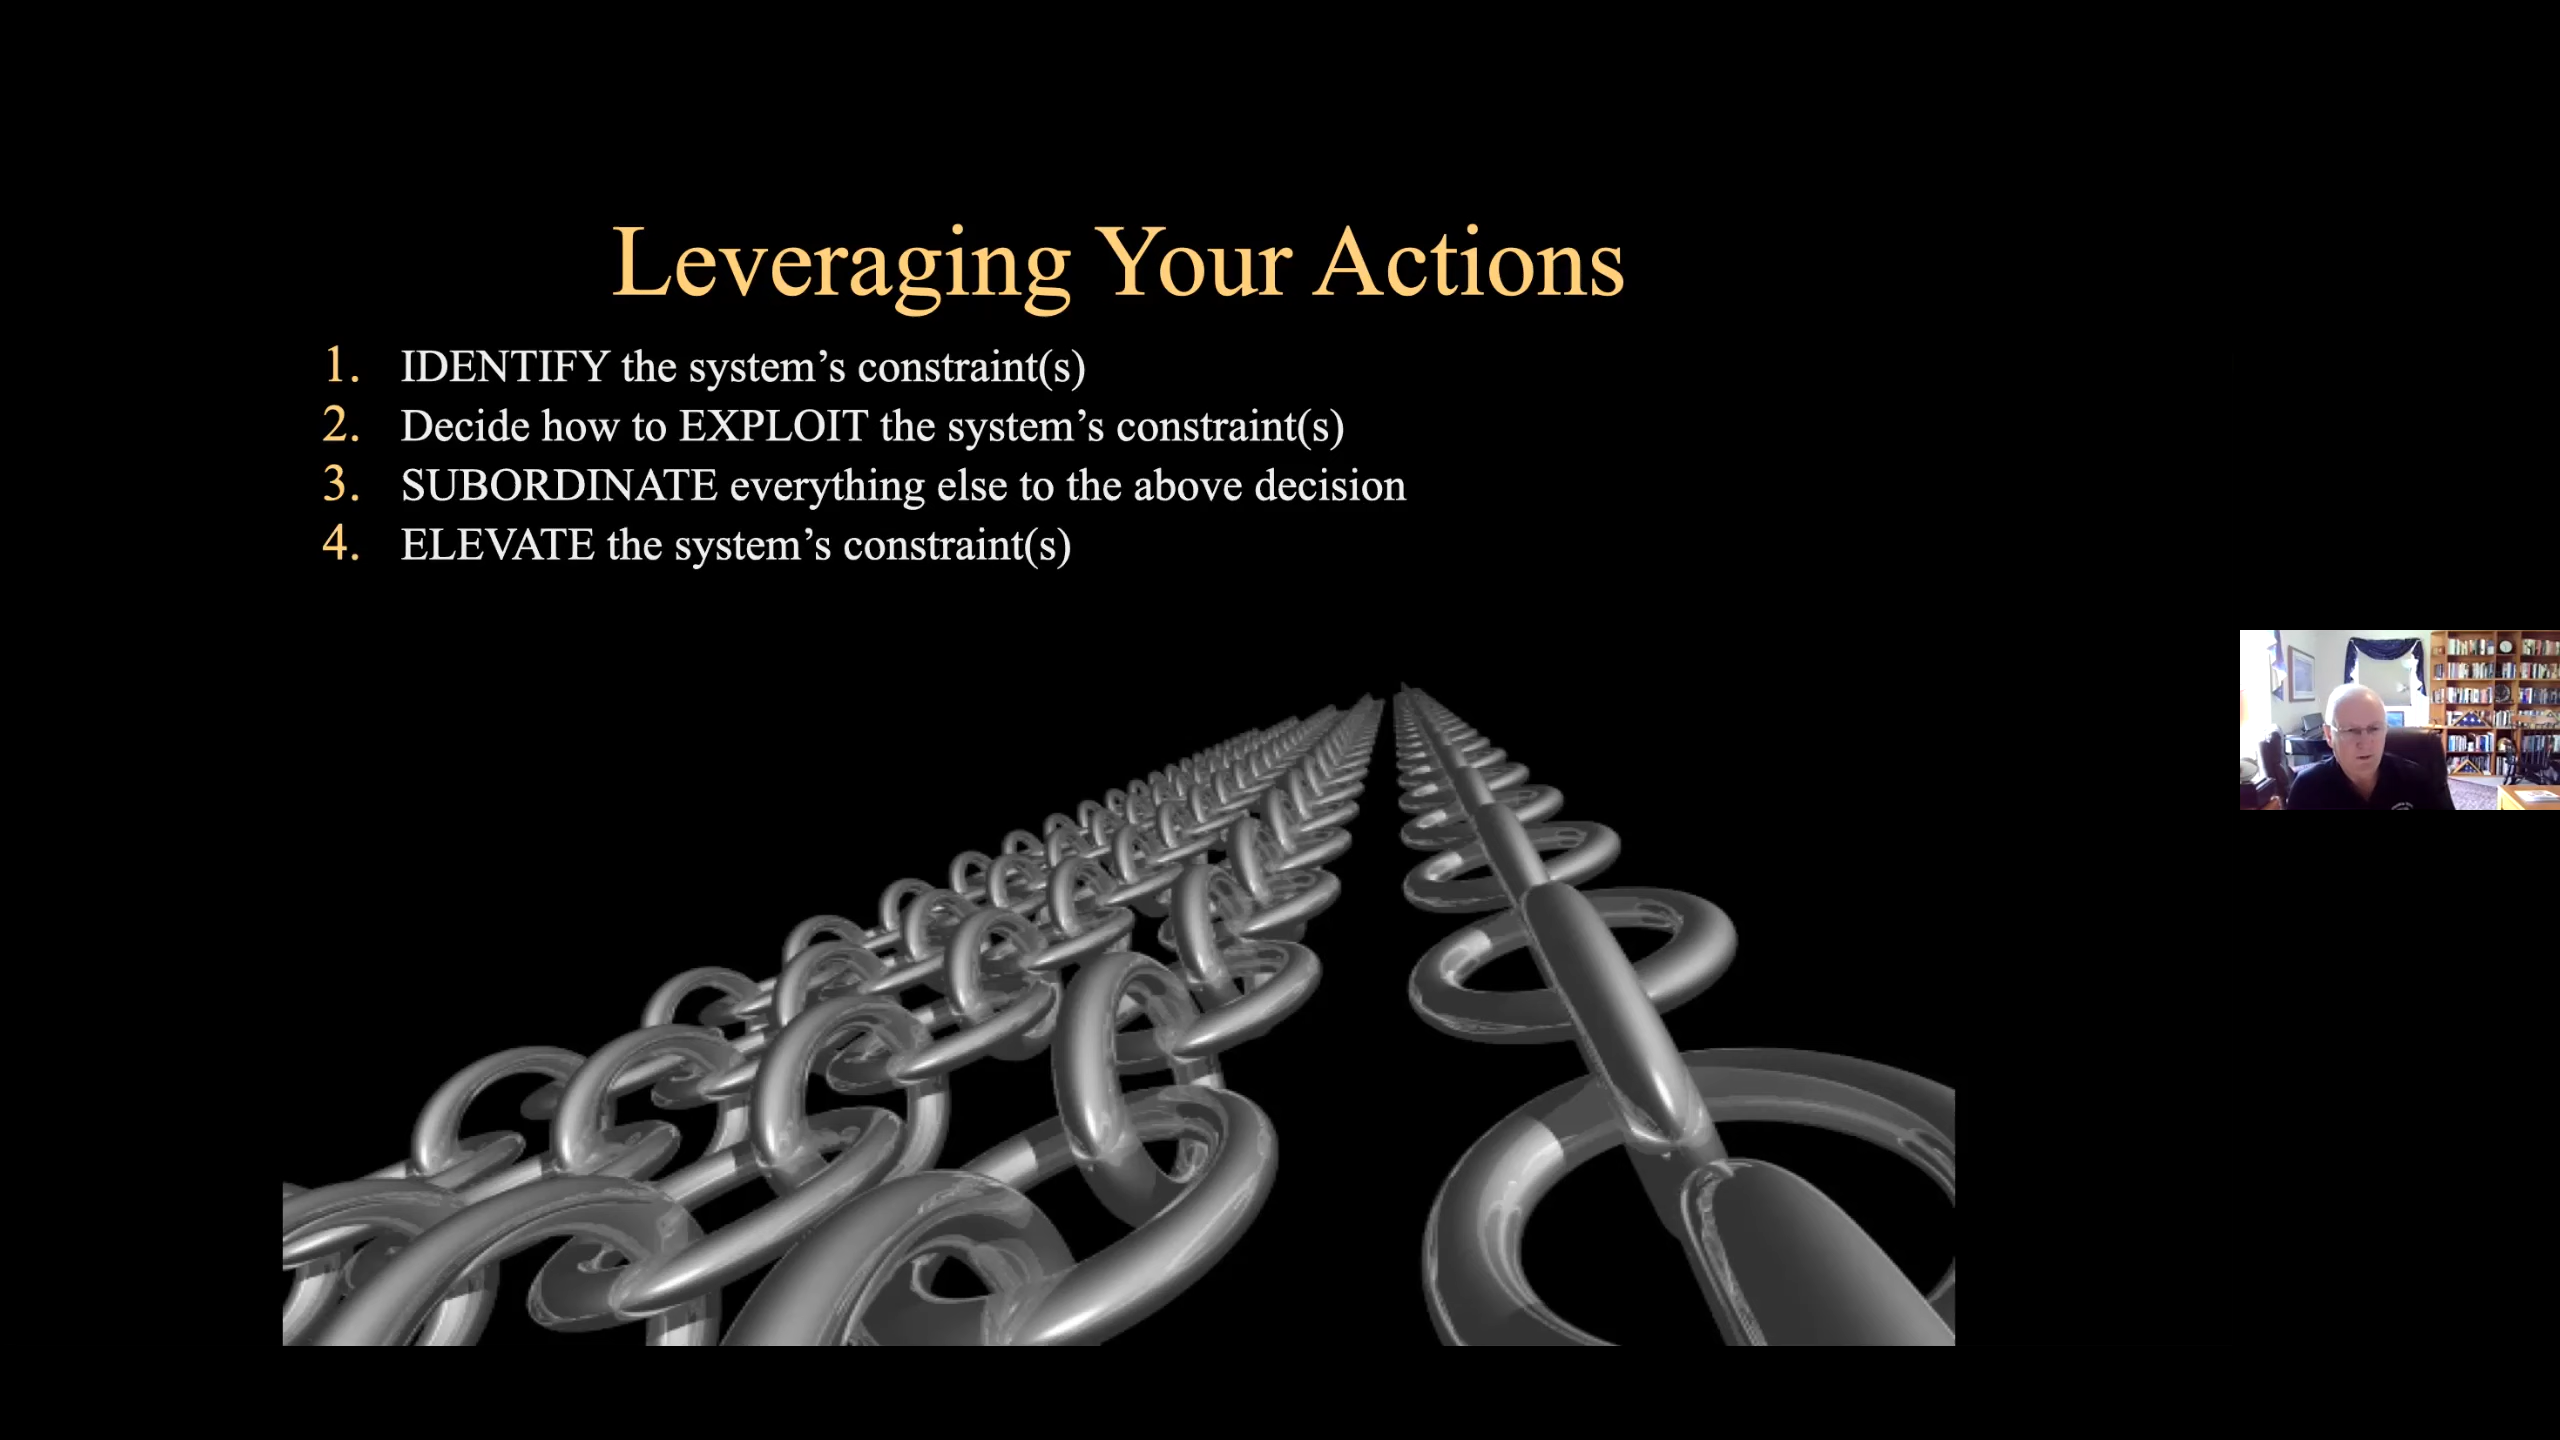 Leveraging Your Actions
1. IDENTIFY the system’s constraint(s)
2. Decide how to EXPLOIT the system’s constraint(s)
3. SUBORDINATE everything else to the above decision
4. ELEVATE the system’s constraint(s)